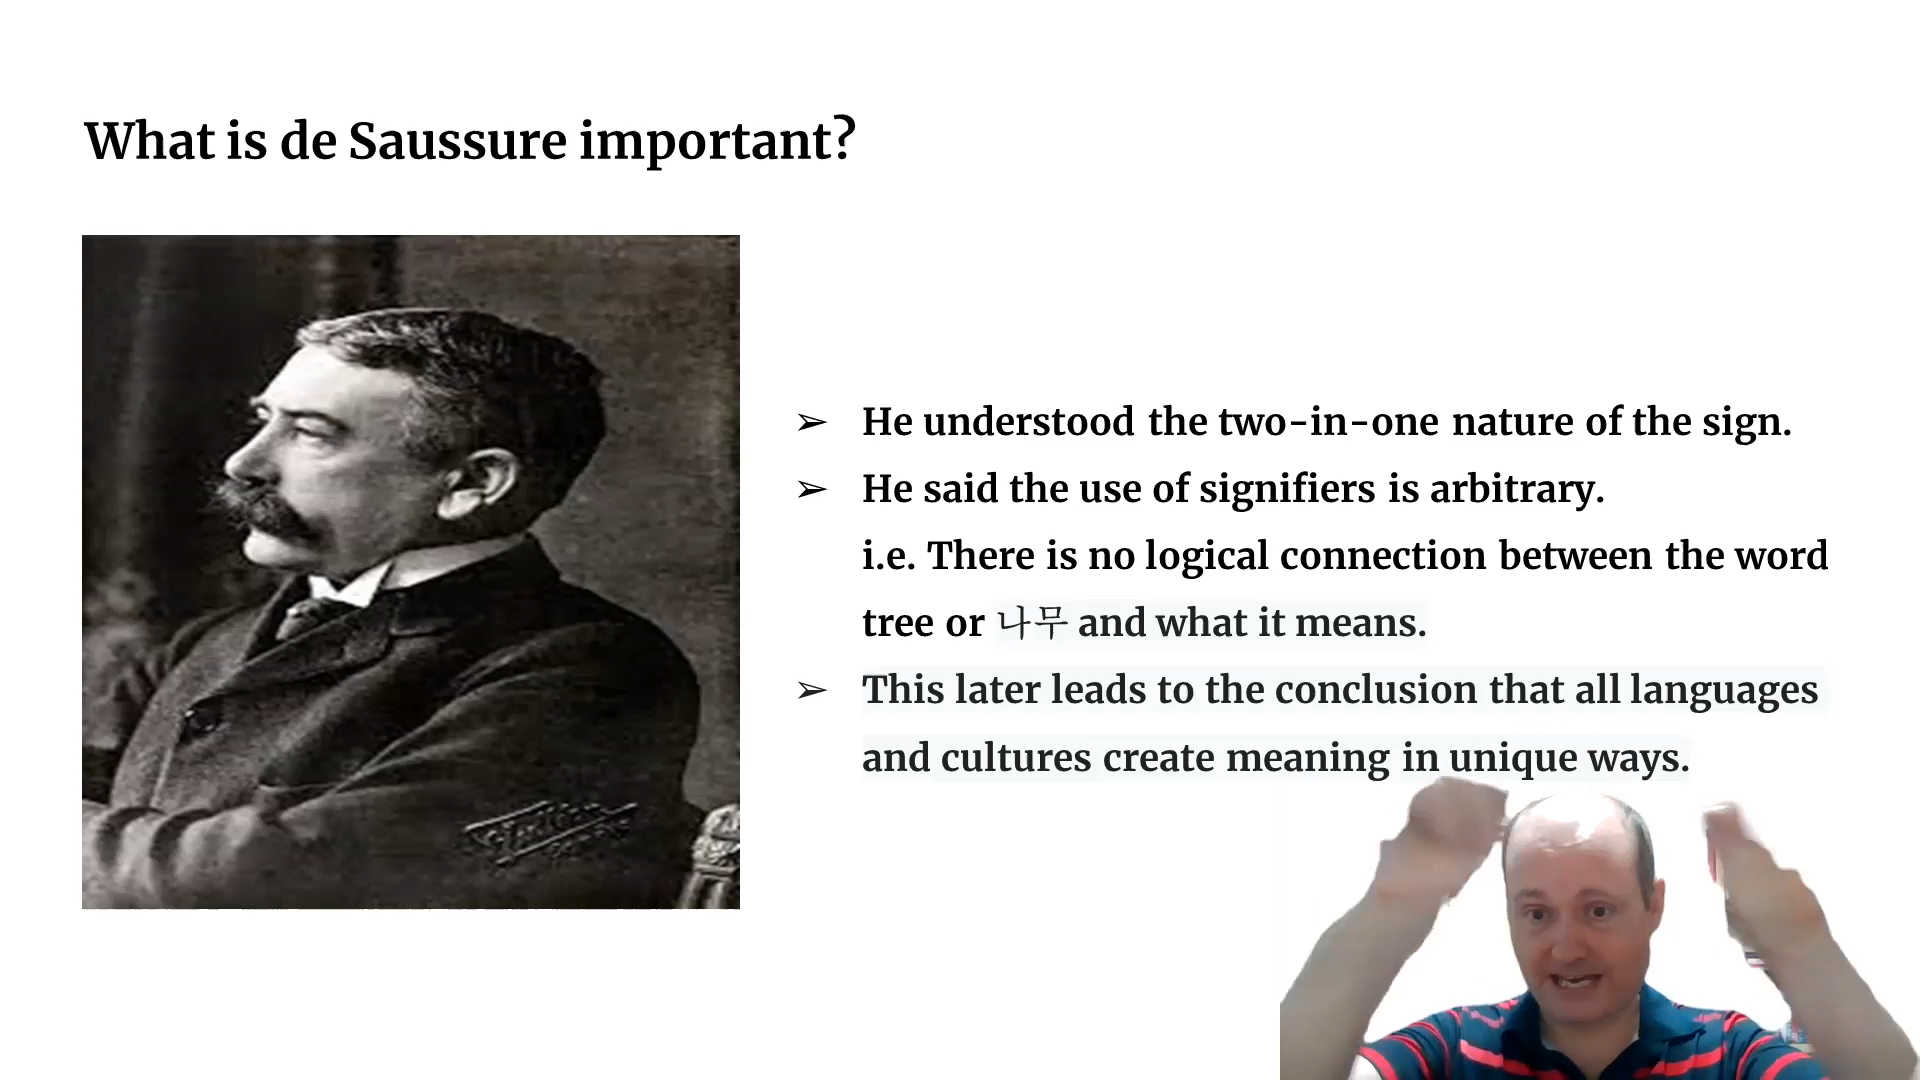 What is de Saussure important?
➢ He understood the two-in-one nature of the sign.
➢ He said the use of signifiers is arbitrary.
i.e. There is no logical connection between the word
tree or 나무 and what it means.
➢ This later leads to the conclusion that all languages
and cultures create meaning in unique ways.